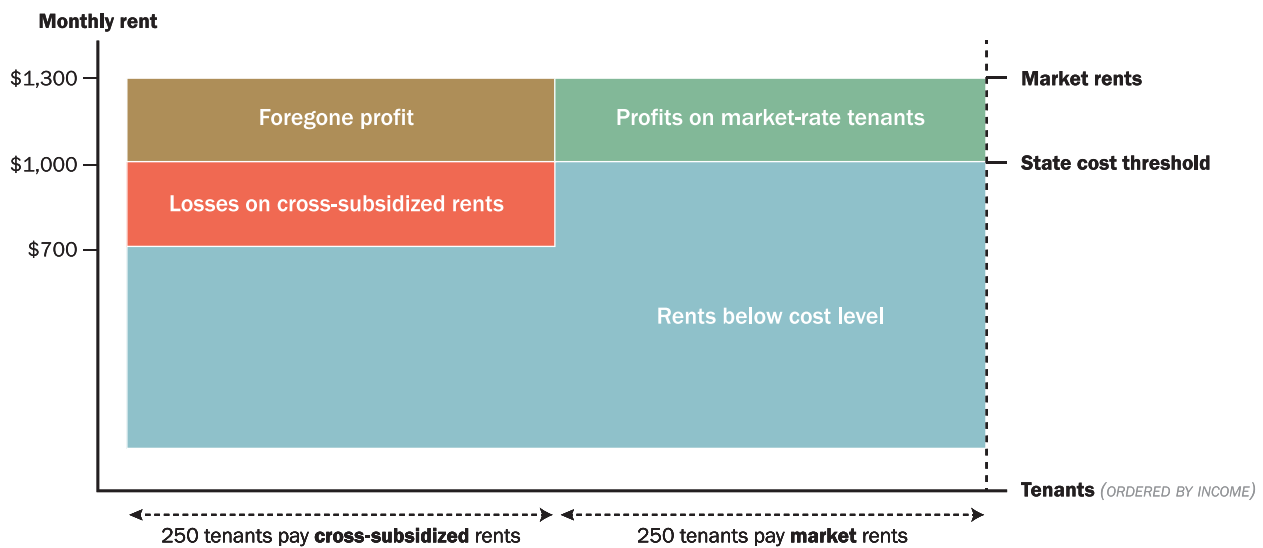 Monthly rent
$1,300
Foregone profit
Profits on market-rate tenants
Market rents
$1,000
State cost threshold
Losses on cross-subsidized rents
$700
Rents below cost level
Tenants (ORDERED BY INCOME)
250 tenants pay cross-subsidized rents
250 tenants pay market rents